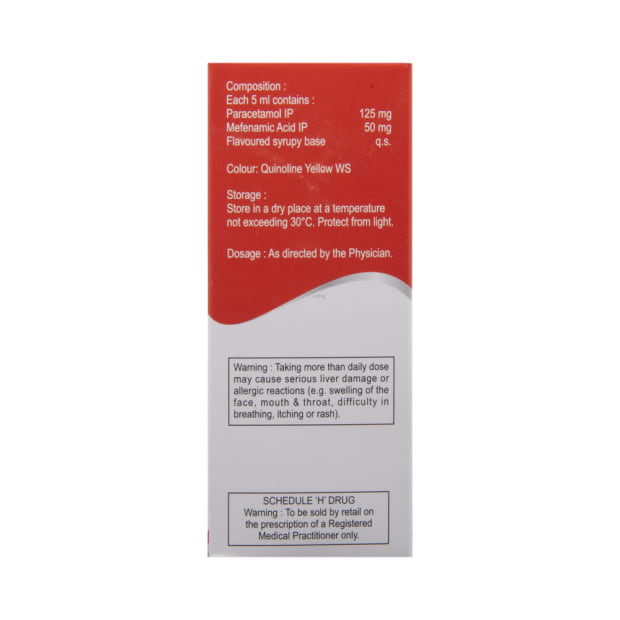 Composition :
Each 5 ml contains :
Paracetamol IP 125 mg
Mefenamic Acid IP 50 mg
Flavoured syrupy base q.s.
Colour: Quinoline Yellow WS
Storage :
Store in a dry place at a temperature
not exceeding 30°C. Protect from light.
Dosage : As directed by the Physician.
Warning : Taking more than daily dose
may cause serious liver damage or
allergic reactions (e.g. swelling of the
face, mouth & throat, difficulty in
breathing, itching or rash).
SCHEDULE 'H' DRUG
Warning : To be sold by retail on
the prescription of a Registered
Medical Practitioner only.